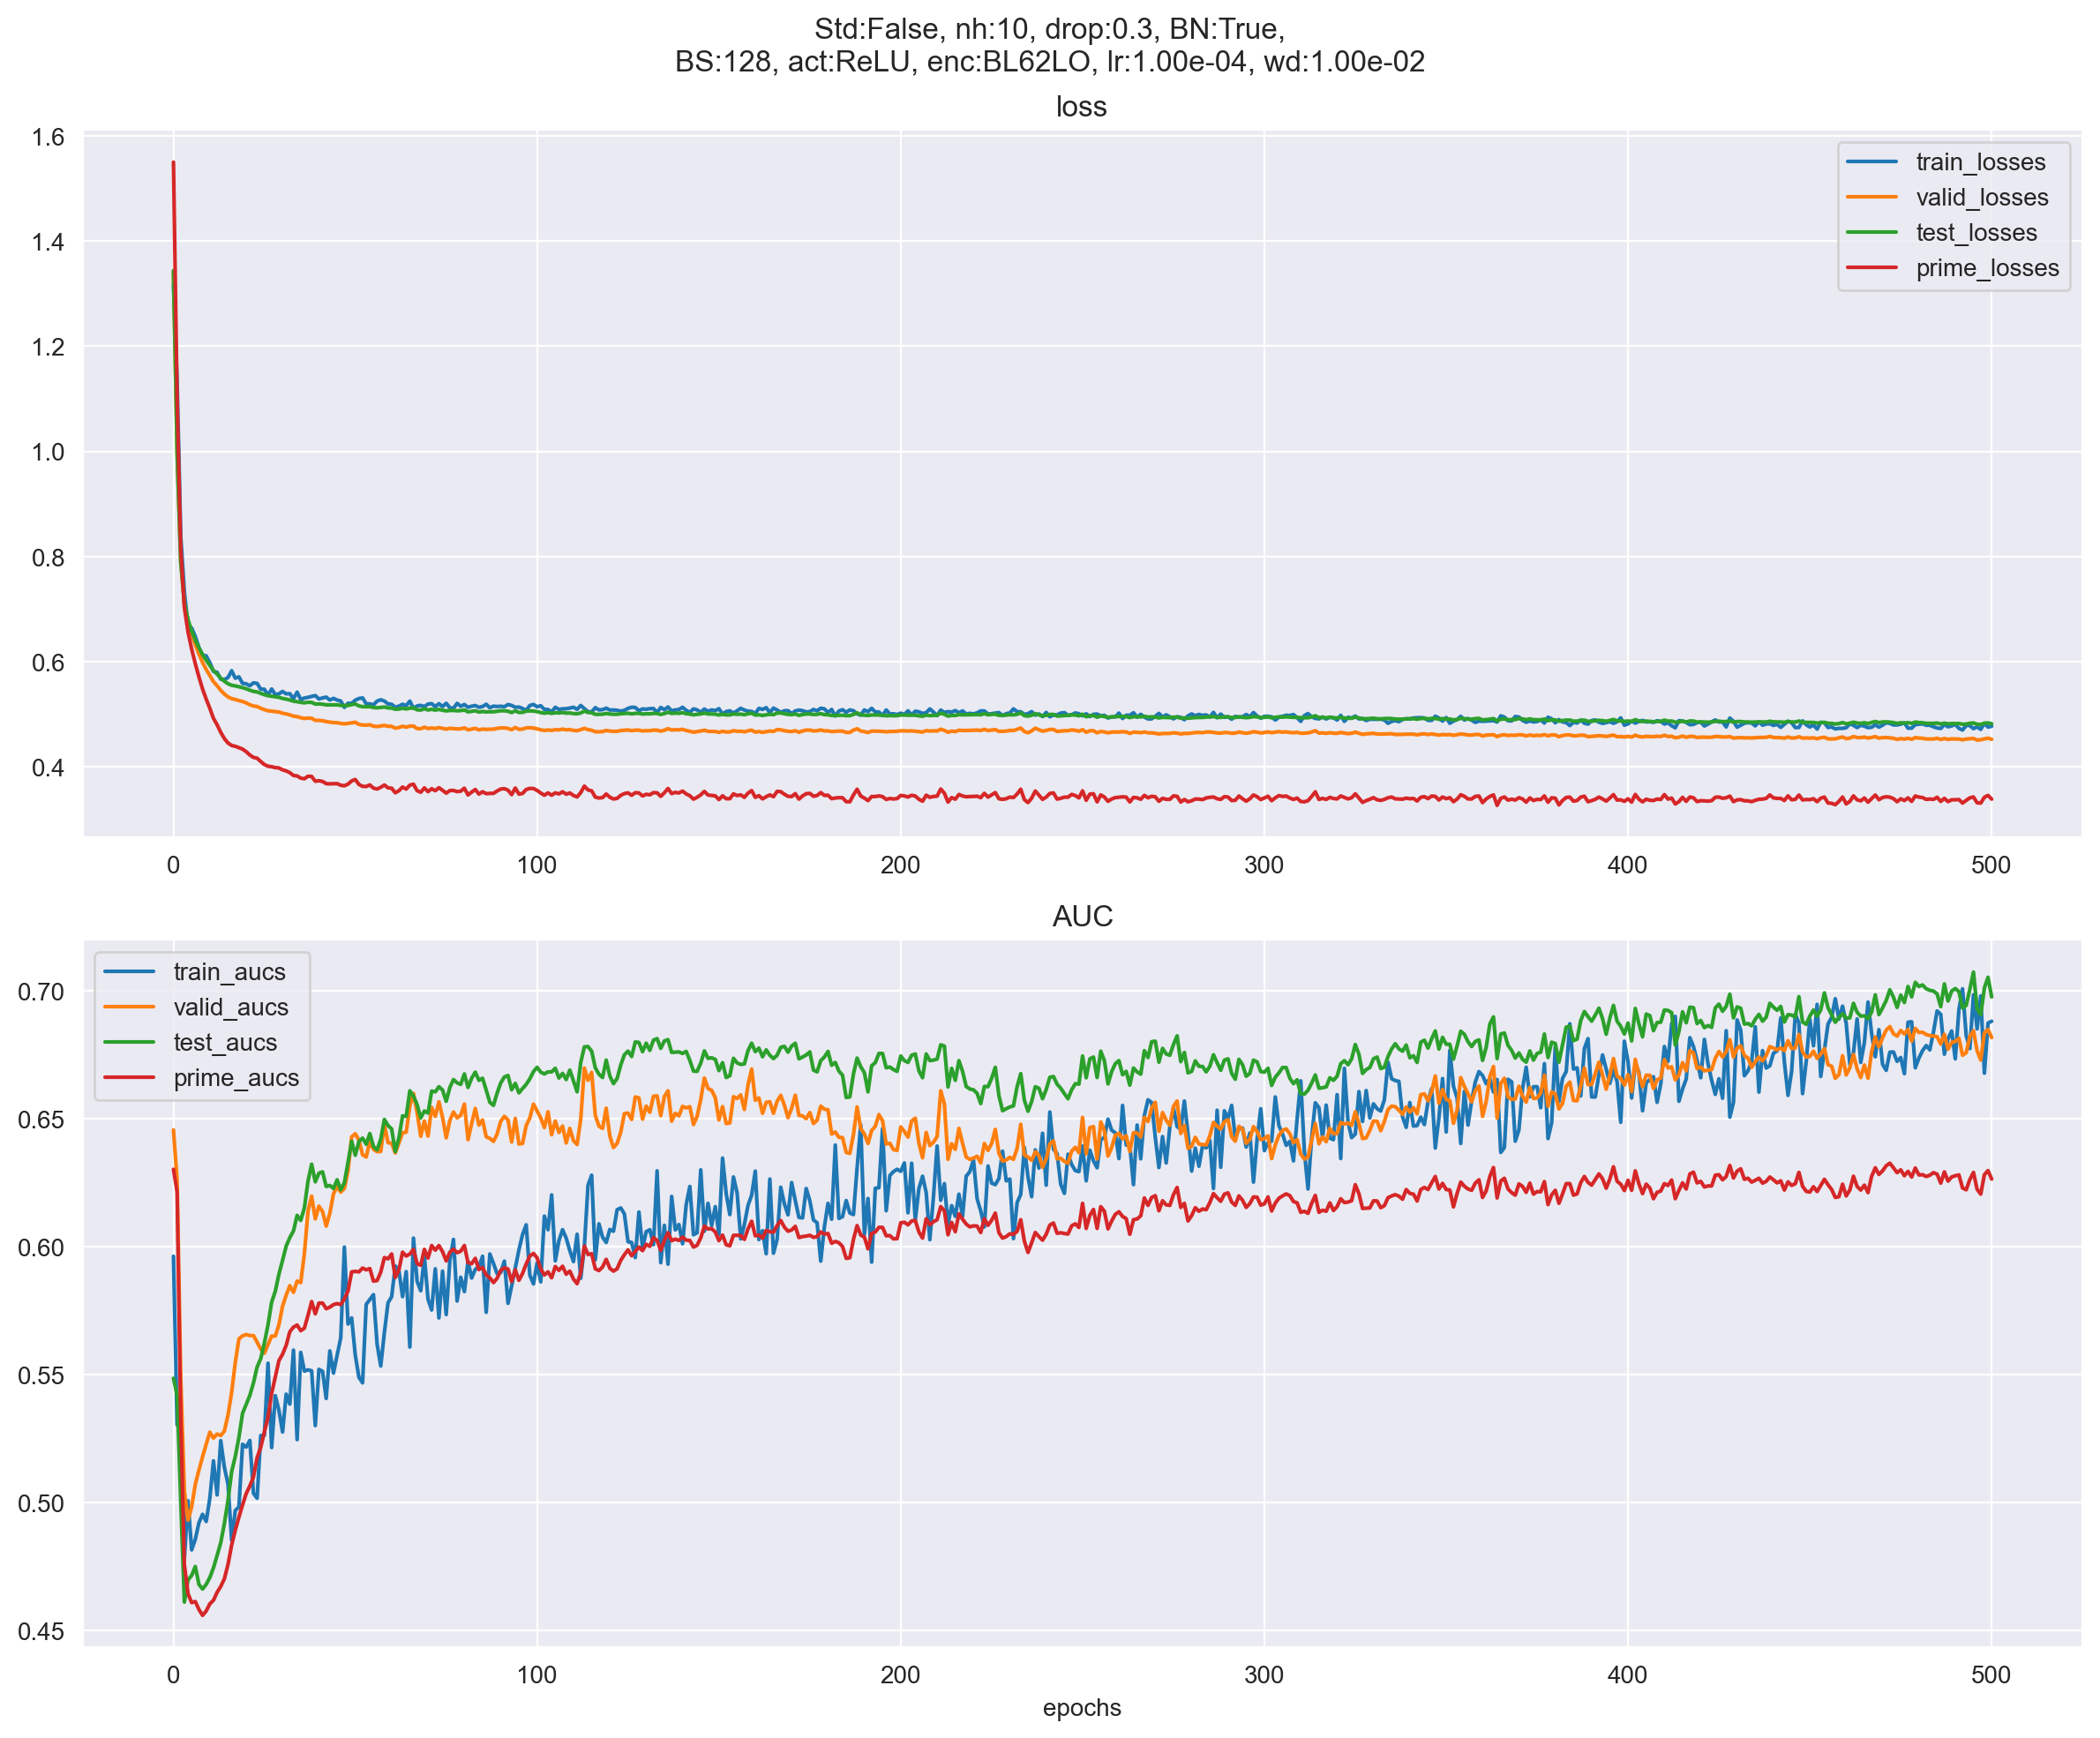 Std:False, nh:10, drop:0.3, BN:True,
BS:128, act:ReLU, enc:BL62LO, lr:1.00e-04, wd:1.00e-02
loss
1.6
1.4
1.2
1.0
0.8
0.6
0.4
train_losses
valid_losses
test_losses
prime_losses
0 100 200 300 400 500
AUC
0.70
0.65
0.60
0.55
0.50
0.45
train_aucs
valid_aucs
test_aucs
prime_aucs
0 100 200 300 400 500
epochs